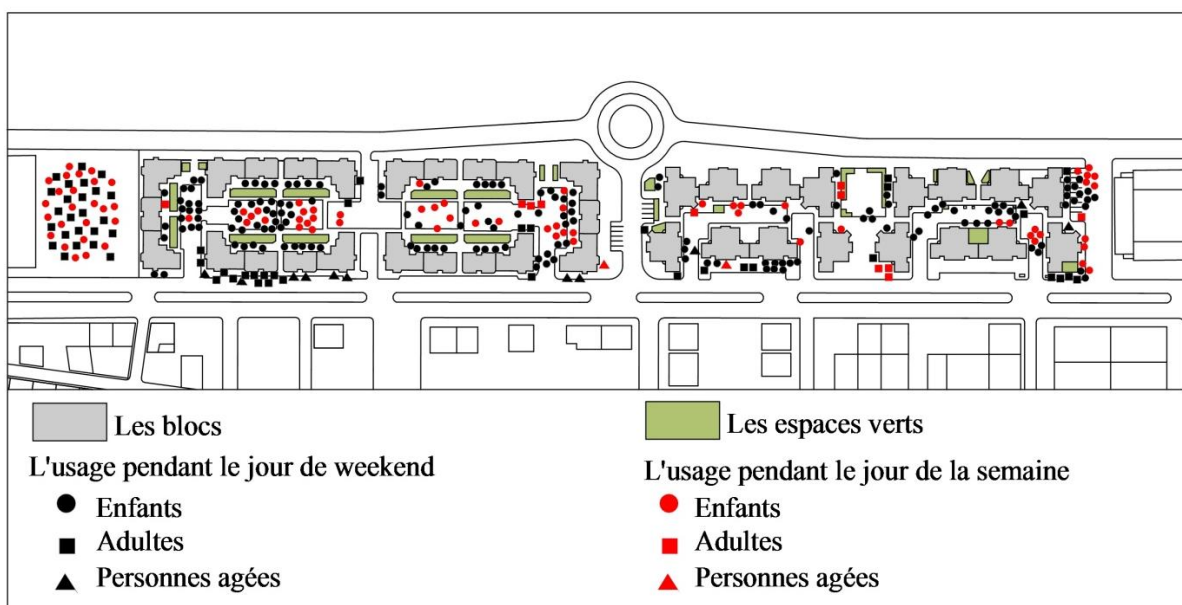 Les blocs
Les espaces verts
L'usage pendant le jour de weekend
Enfants
Adultes
Personnes agées
L'usage pendant le jour de la semaine
Enfants
Adultes
Personnes agées